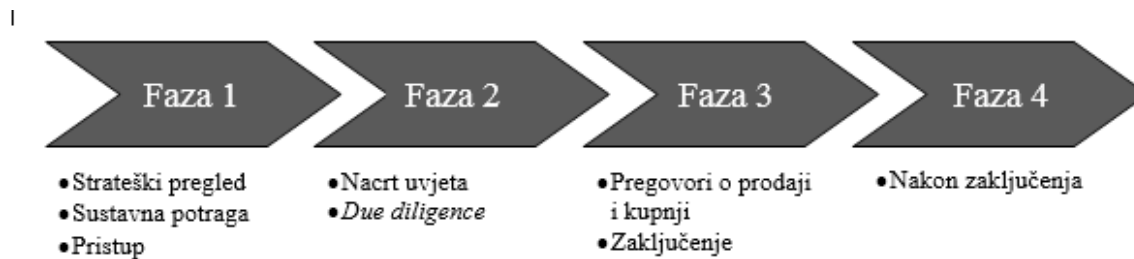 I
Faza 1
Faza 2
Faza 3
Faza 4
•Strateški pregled
•Sustavna potraga
•Pristup
•Nacrt uvjeta
•Due diligence
•Pregovori o prodaji
i kupnji
•Zaključenje
•Nakon zaključenja